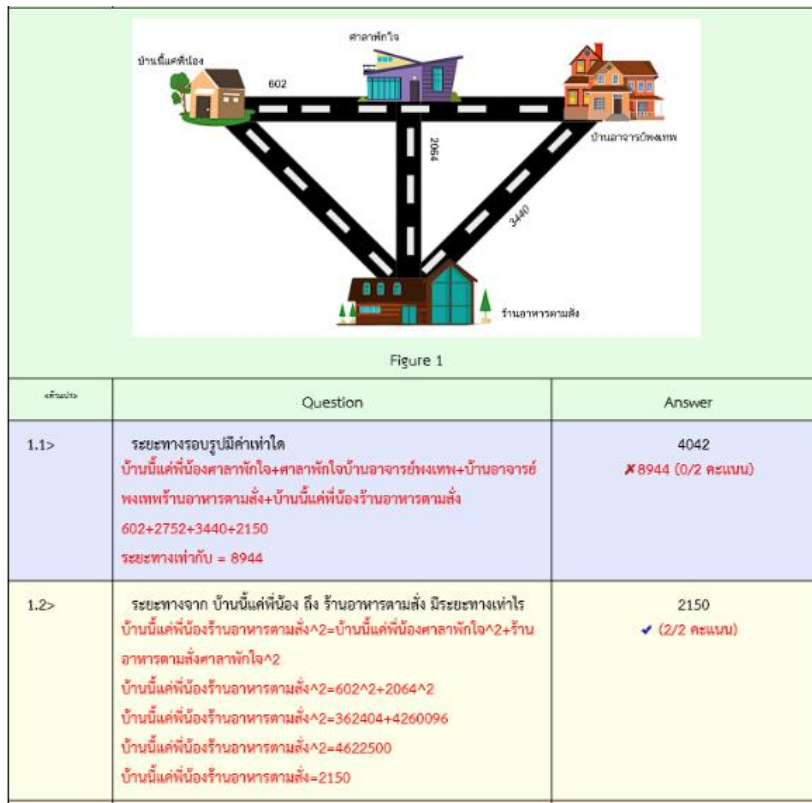 ศาลาพักใจ
บ้านนี้แค่พี่น้อง
602
บ้านอาจารย์พงเทพ
2064
3440
ร้านอาหารตามสั่ง
Figure 1
Question
Answer
1.1>
ระยะทางรอบรูปมีค่าเท่าใด
4042
บ้านนี้แค่พี่น้องศาลาพักใจ+ศาลาพักใจบ้านอาจารย์พงเทพ+บ้านอาจารย์
✘8944 (0/2 คะแนน)
พงเทพร้านอาหารตามสั่ง+บ้านนี้แค่พี่น้องร้านอาหารตามสั่ง
602+2752+3440+2150
ระยะทางเท่ากับ = 8944
1.2>
ระยะทางจาก บ้านนี้แค่พี่น้อง ถึง ร้านอาหารตามสั่ง มีระยะทางเท่าไร
2150
บ้านนี้แค่พี่น้องร้านอาหารตามสั่ง^2=บ้านนี้แค่พี่น้องศาลาพักใจ^2+ร้าน
✔ (2/2 คะแนน)
อาหารตามสั่งศาลาพักใจ^2
บ้านนี้แค่พี่น้องร้านอาหารตามสั่ง^2=602^2+2064^2
บ้านนี้แค่พี่น้องร้านอาหารตามสั่ง^2=362404+4260096
บ้านนี้แค่พี่น้องร้านอาหารตามสั่ง^2=4622500
บ้านนี้แค่พี่น้องร้านอาหารตามสั่ง=2150